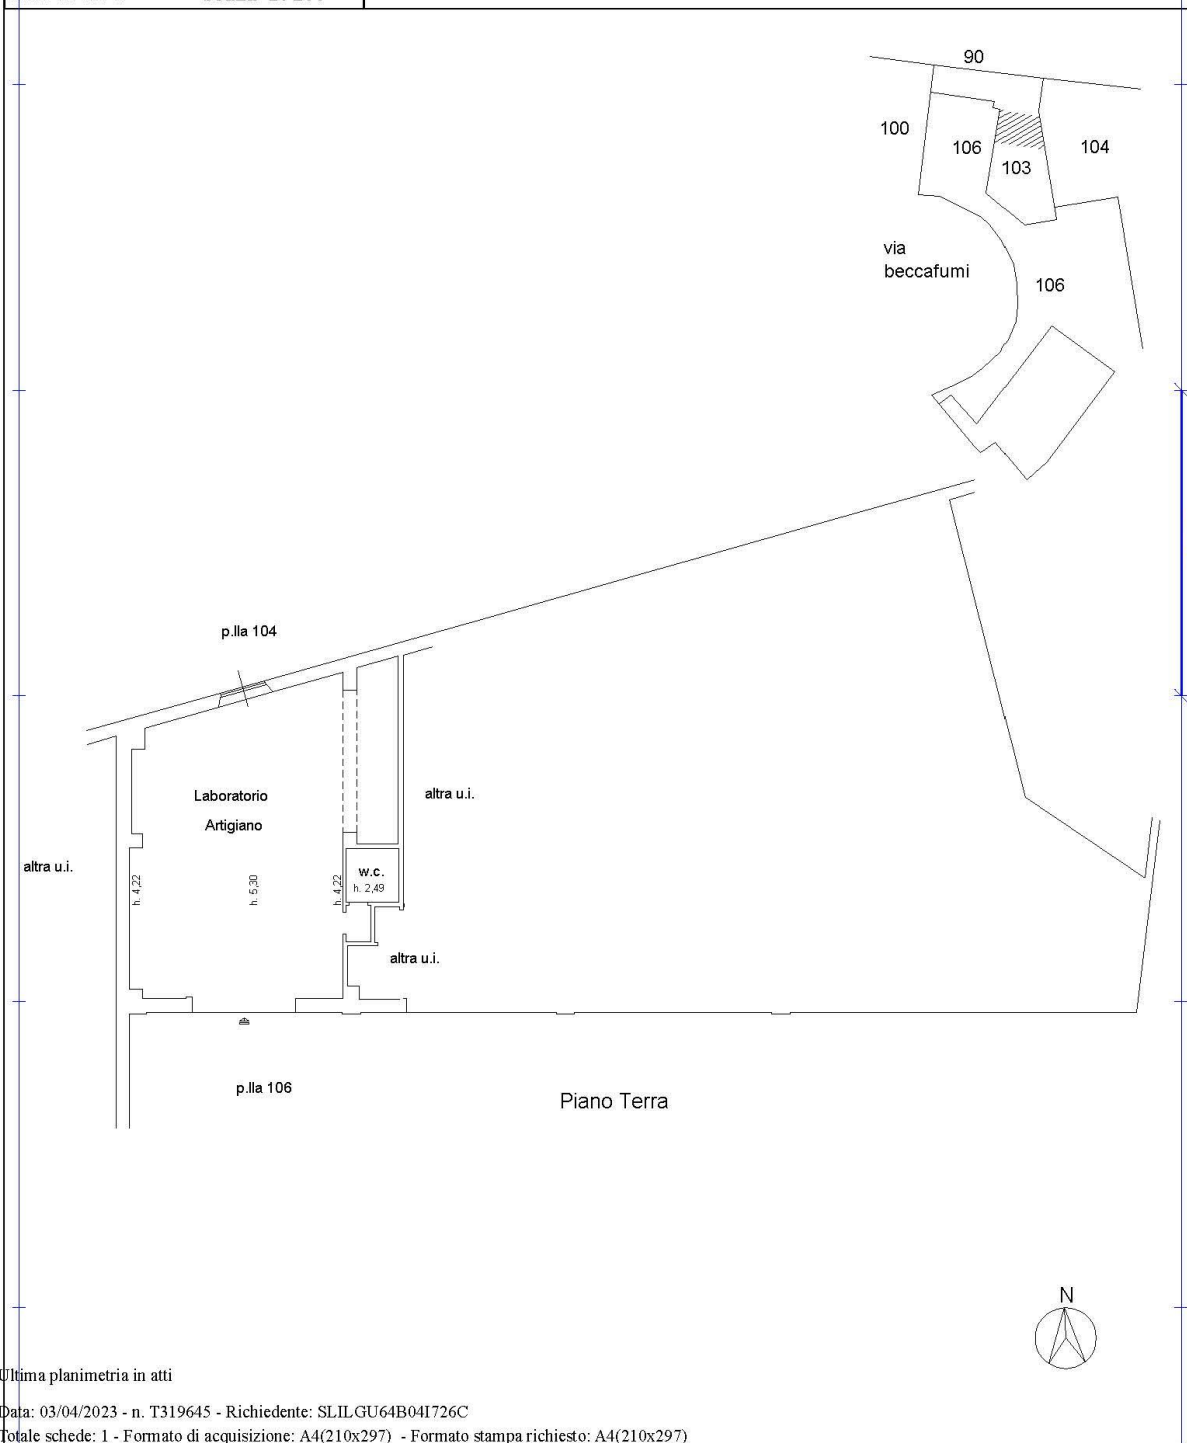 90
100
106
103
104
via
beccafumi
106
p.lla 104
Laboratorio
Artigiano
altra u.i.
altra u.i.
w.c.
h. 2,49
h. 4,22
h. 5,30
h. 4,22
altra u.i.
p.lla 106
Piano Terra
N
Ultima planimetria in atti
Data: 03/04/2023 - n. T319645 - Richiedente: SLILGU64B04I726C
Totale schede: 1 - Formato di acquisizione: A4(210x297) - Formato stampa richiesto: A4(210x297)